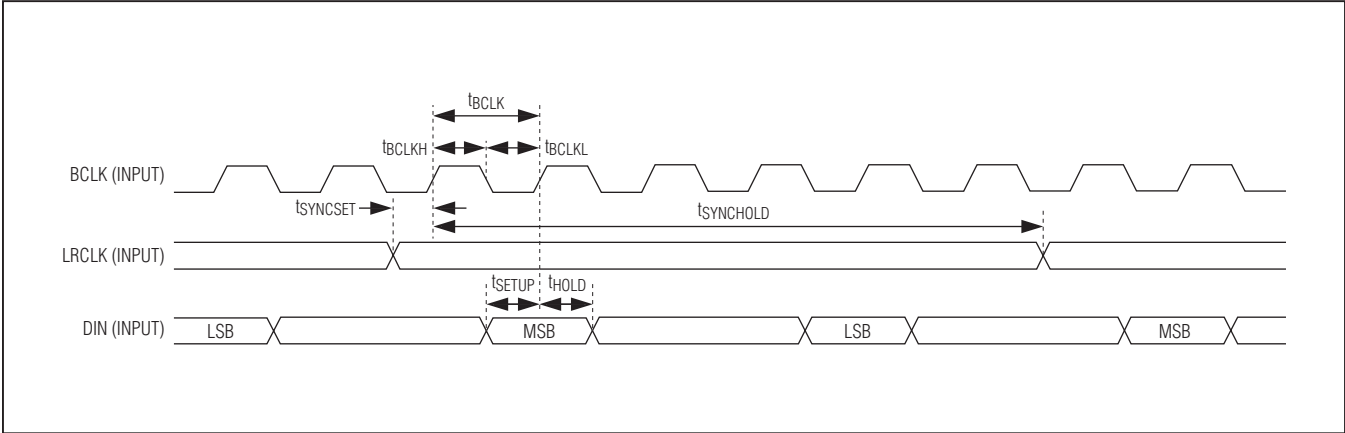 tBCLK
tBCLKH
tBCLKL
BCLK (INPUT)
tSYNCSET
tSYNCHOLD
LRCLK (INPUT)
tSETUP
tHOLD
DIN (INPUT)
LSB
MSB
LSB
MSB